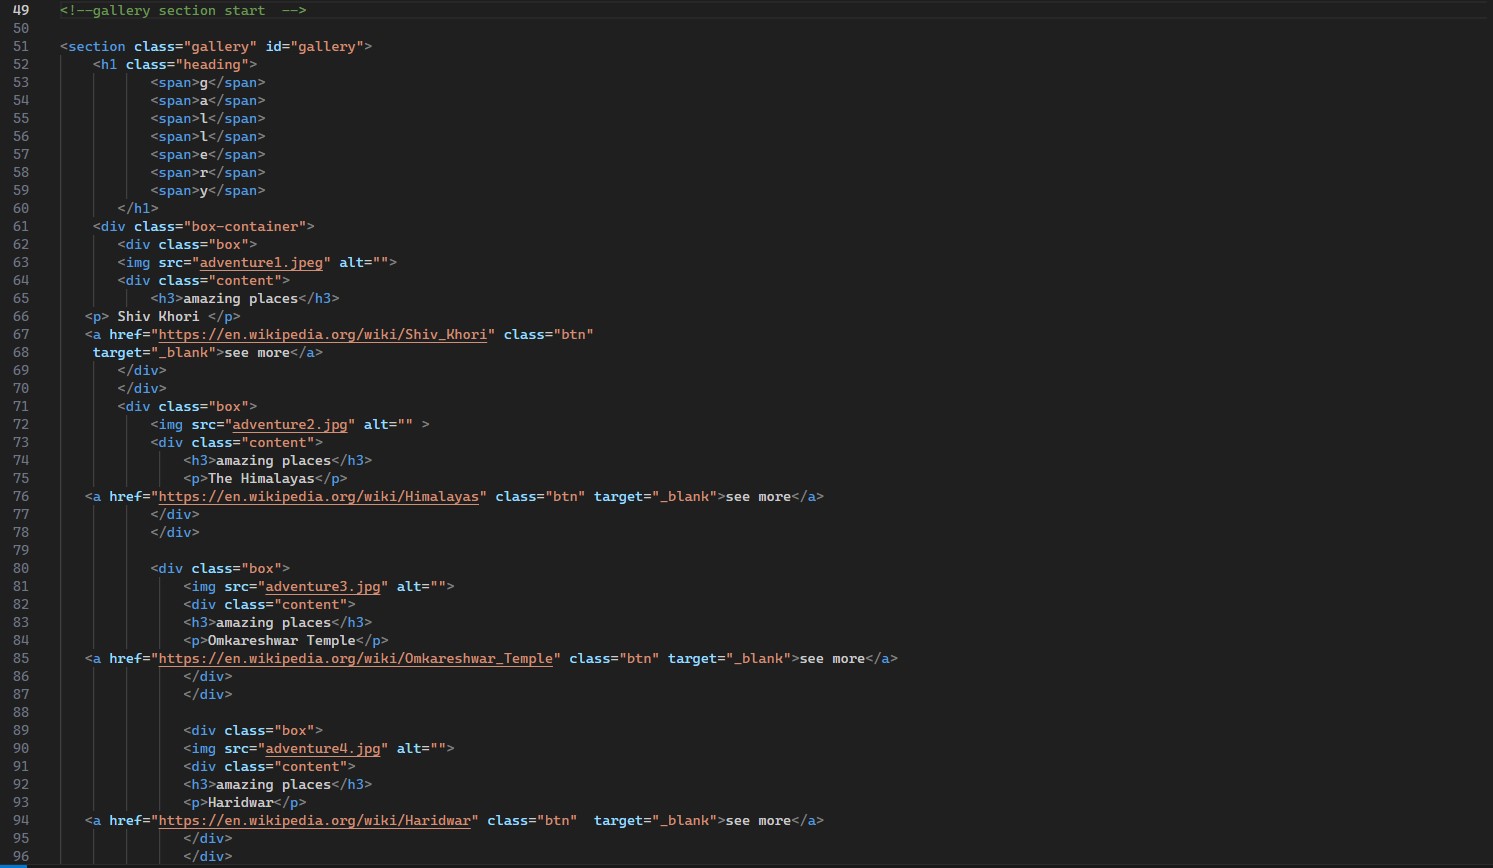 49 <!--gallery section start  -->
50
51 <section class="gallery" id="gallery">
52     <h1 class="heading">
53            <span>g</span>
54            <span>a</span>
55            <span>l</span>
56            <span>l</span>
57            <span>e</span>
58            <span>r</span>
59            <span>y</span>
60        </h1>
61     <div class="box-container">
62        <div class="box">
63        <img src="adventure1.jpeg" alt="">
64        <div class="content">
65            <h3>amazing places</h3>
66    <p> Shiv Khori </p>
67    <a href="https://en.wikipedia.org/wiki/Shiv_Khori" class="btn"
68     target="_blank">see more</a>
69        </div>
70        </div>
71        <div class="box">
72            <img src="adventure2.jpg" alt="" >
73            <div class="content">
74                <h3>amazing places</h3>
75                <p>The Himalayas</p>
76    <a href="https://en.wikipedia.org/wiki/Himalayas" class="btn" target="_blank">see more</a>
77            </div>
78            </div>
79
80            <div class="box">
81                <img src="adventure3.jpg" alt="">
82                <div class="content">
83                <h3>amazing places</h3>
84                <p>Omkareshwar Temple</p>
85    <a href="https://en.wikipedia.org/wiki/Omkareshwar_Temple" class="btn" target="_blank">see more</a>
86                </div>
87                </div>
88
89                <div class="box">
90                <img src="adventure4.jpg" alt="">
91                <div class="content">
92                <h3>amazing places</h3>
93                <p>Haridwar</p>
94    <a href="https://en.wikipedia.org/wiki/Haridwar" class="btn"  target="_blank">see more</a>
95                </div>
96                </div>